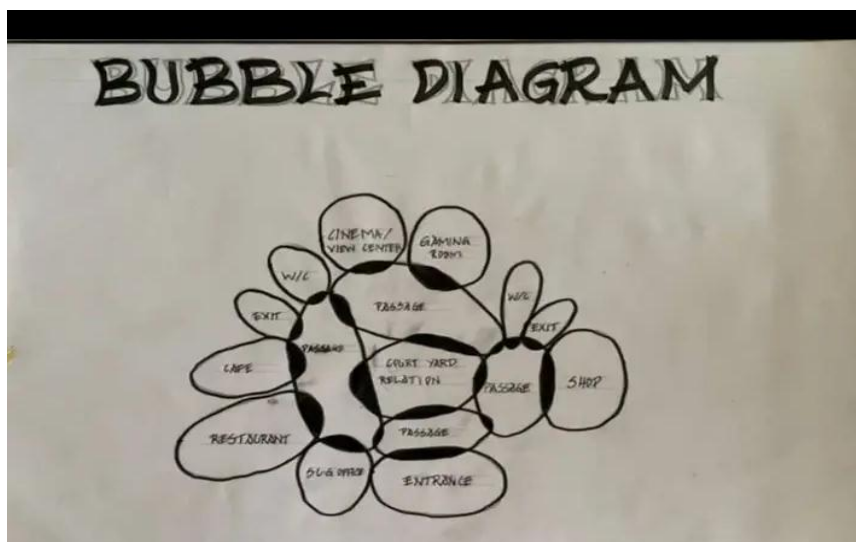 BUBBLE DIAGRAM
CINEMA/
VIEW CENTER
GAMING
ROOM
W/C
W/C
PASSAGE
EXIT
EXIT
PASSAGE
CAFE
COURT YARD
RELATION
PASSAGE
SHOP
PASSAGE
RESTAURANT
OFFICE
ENTRANCE